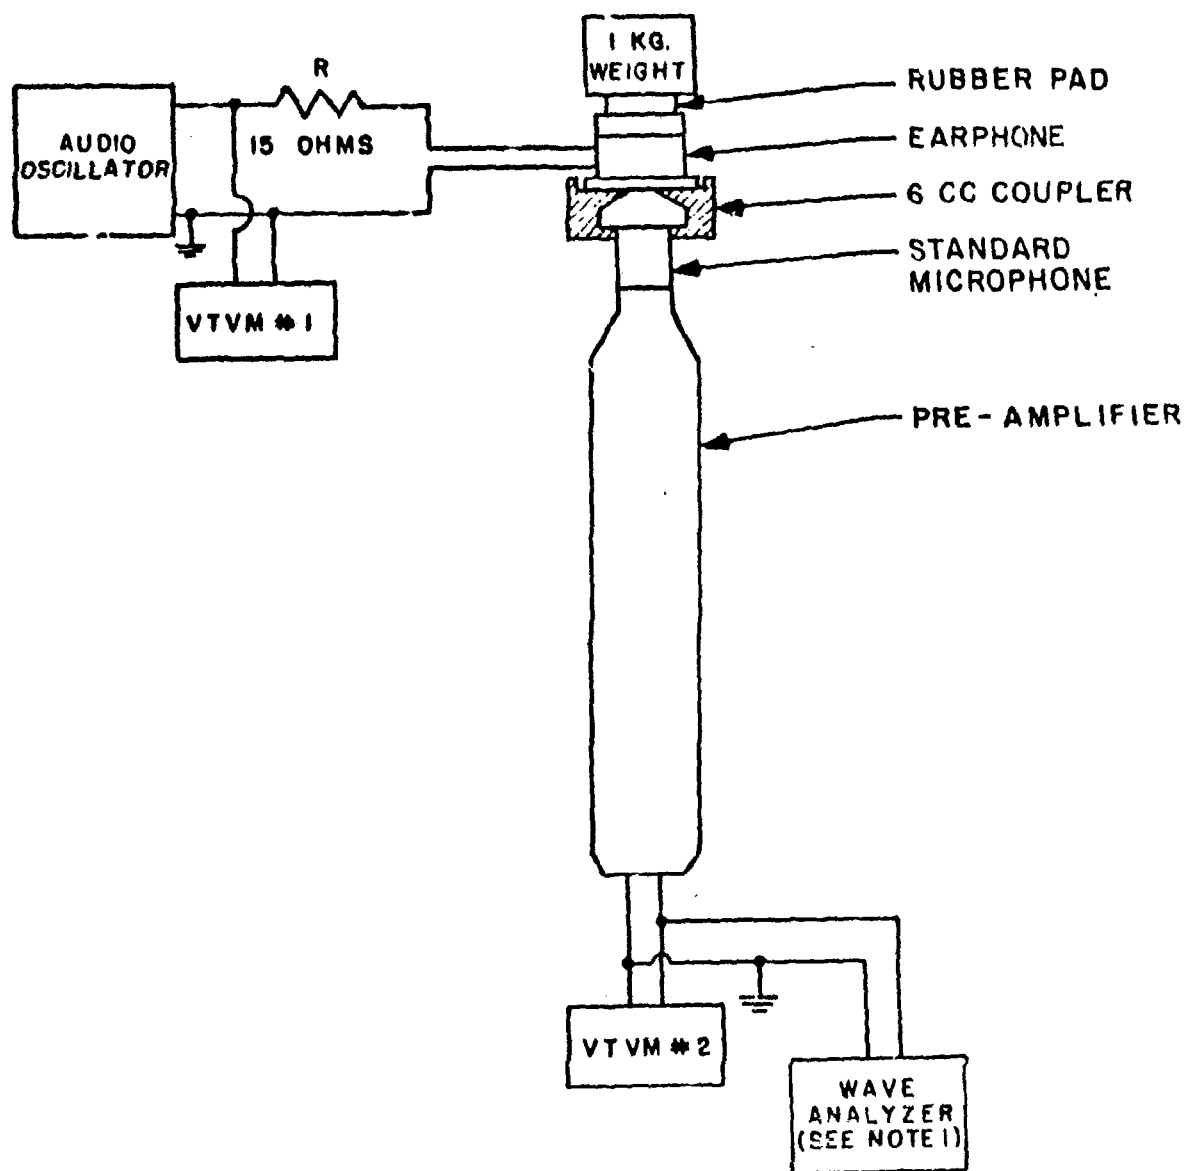 1 KG.
WEIGHT
RUBBER PAD
R
EARPHONE
AUDIO
OSCILLATOR
15 OHMS
6 CC COUPLER
STANDARD
MICROPHONE
VTVM #1
PRE-AMPLIFIER
VTVM #2
WAVE
ANALYZER
(SEE NOTE 1)